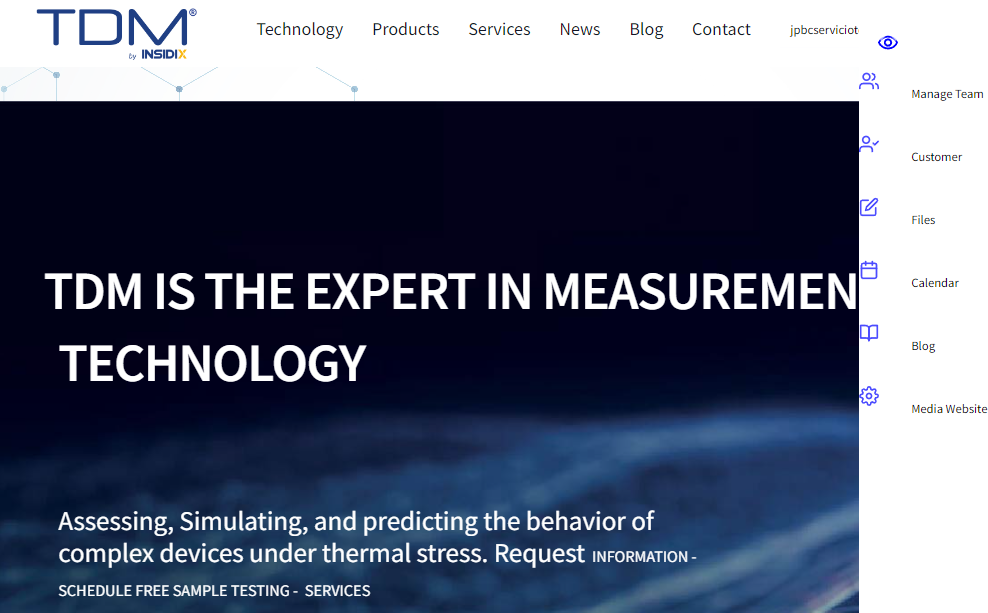 TDM®
by INSIDIX
Technology Products Services News Blog Contact jpbcserviciot
Manage Team
Customer
Files
Calendar
Blog
Media Website
TDM IS THE EXPERT IN MEASUREMEN
TECHNOLOGY
Assessing, Simulating, and predicting the behavior of
complex devices under thermal stress. Request INFORMATION -
SCHEDULE FREE SAMPLE TESTING - SERVICES